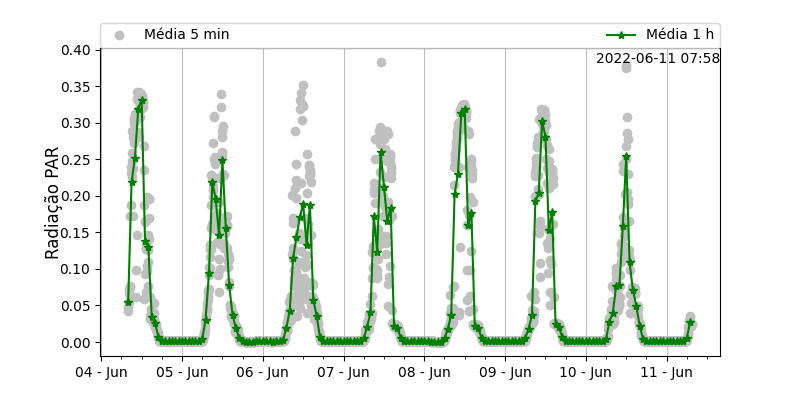 Média 5 min
Média 1 h
2022-06-11 07:58
Radiação PAR
0.40
0.35
0.30
0.25
0.20
0.15
0.10
0.05
0.00
04 - Jun
05 - Jun
06 - Jun
07 - Jun
08 - Jun
09 - Jun
10 - Jun
11 - Jun